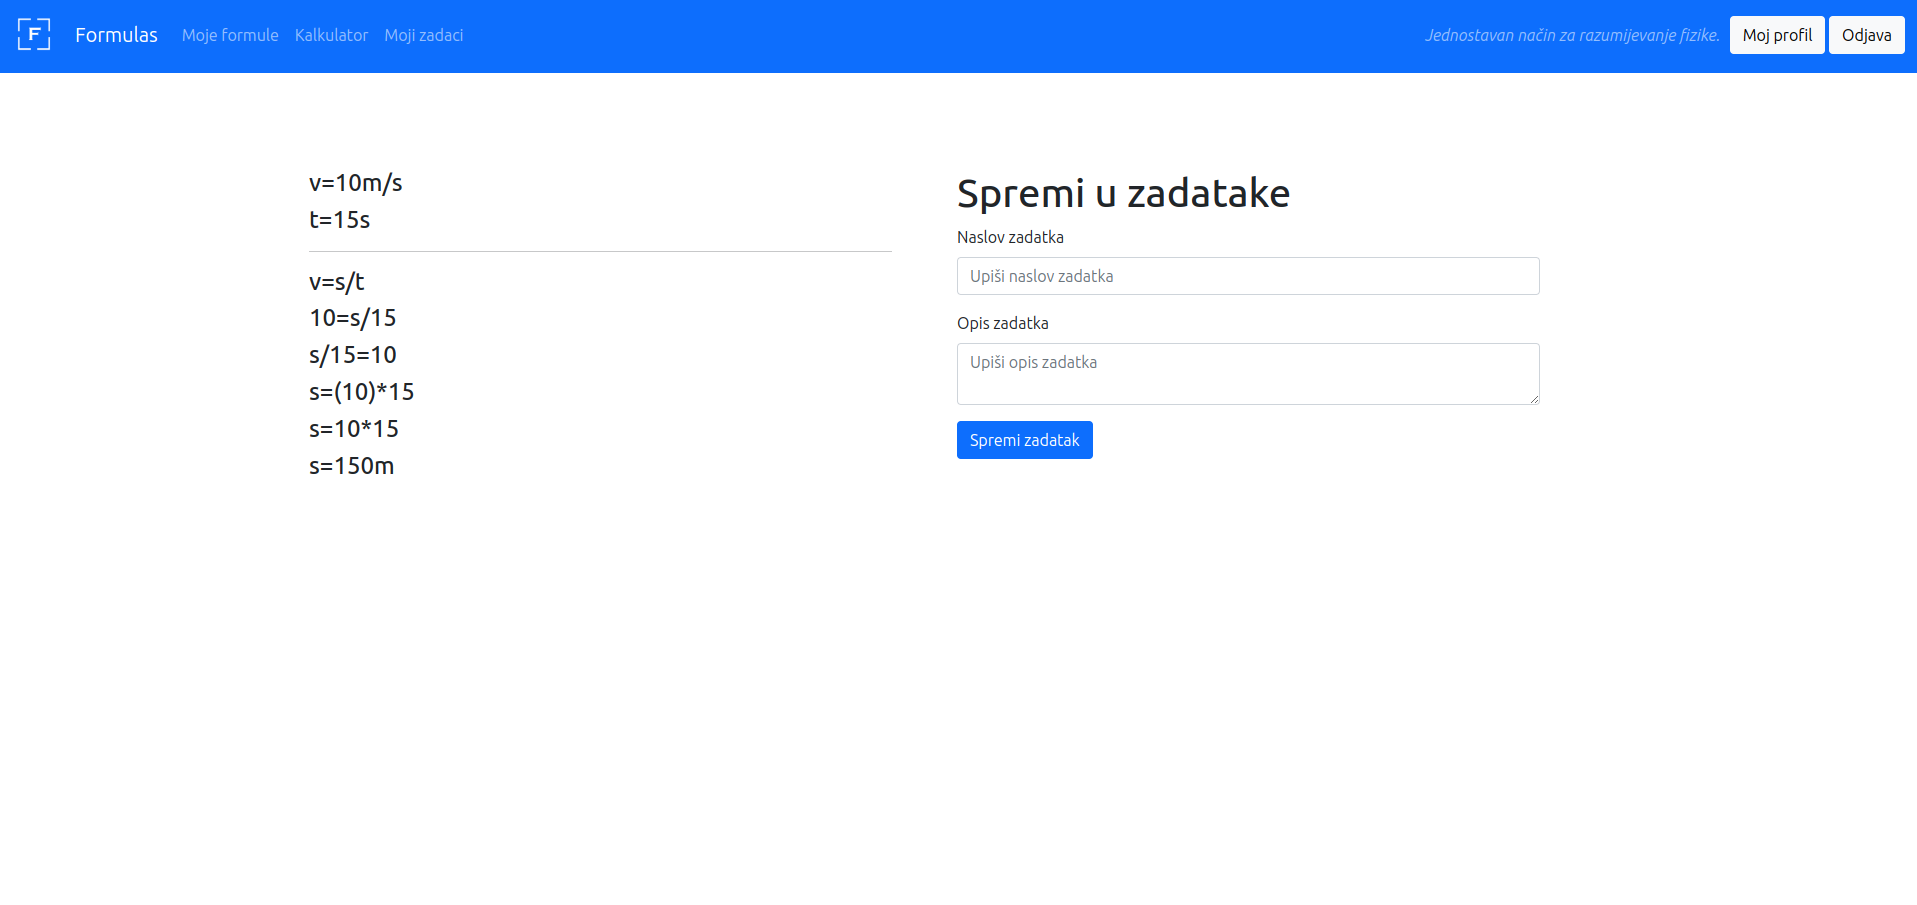 F
Formulas
Moje formule
Kalkulator
Moji zadaci
Jednostavan način za razumijevanje fizike.
Moj profil
Odjava
v=10m/s
t=15s
v=s/t
10=s/15
s/15=10
s=(10)*15
s=10*15
s=150m
Spremi u zadatake
Naslov zadatka
Upiši naslov zadatka
Opis zadatka
Upiši opis zadatka
Spremi zadatak